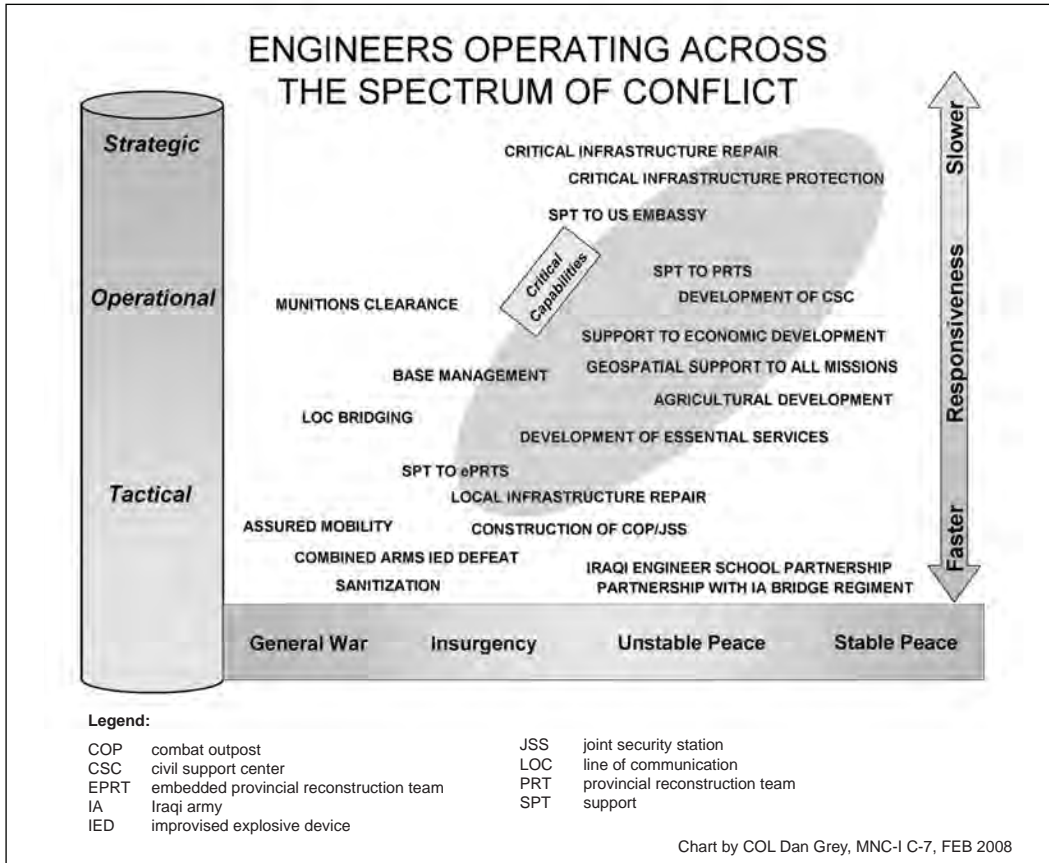 ENGINEERS OPERATING ACROSS
THE SPECTRUM OF CONFLICT
Strategic
Operational
Tactical
CRITICAL INFRASTRUCTURE REPAIR
CRITICAL INFRASTRUCTURE PROTECTION
SPT TO US EMBASSY
Critical
Capabilities
SPT TO PRTS
DEVELOPMENT OF CSC
MUNITIONS CLEARANCE
SUPPORT TO ECONOMIC DEVELOPMENT
GEOSPATIAL SUPPORT TO ALL MISSIONS
BASE MANAGEMENT
AGRICULTURAL DEVELOPMENT
LOC BRIDGING
DEVELOPMENT OF ESSENTIAL SERVICES
SPT TO ePRTS
LOCAL INFRASTRUCTURE REPAIR
ASSURED MOBILITY
CONSTRUCTION OF COP/JSS
COMBINED ARMS IED DEFEAT
IRAQI ENGINEER SCHOOL PARTNERSHIP
SANITIZATION
PARTNERSHIP WITH IA BRIDGE REGIMENT
Slower
Responsiveness
Faster
General War
Insurgency
Unstable Peace
Stable Peace
Legend:
COP combat outpost
CSC civil support center
EPRT embedded provincial reconstruction team
IA Iraqi army
IED improvised explosive device
JSS joint security station
LOC line of communication
PRT provincial reconstruction team
SPT support
Chart by COL Dan Grey, MNC-I C-7, FEB 2008